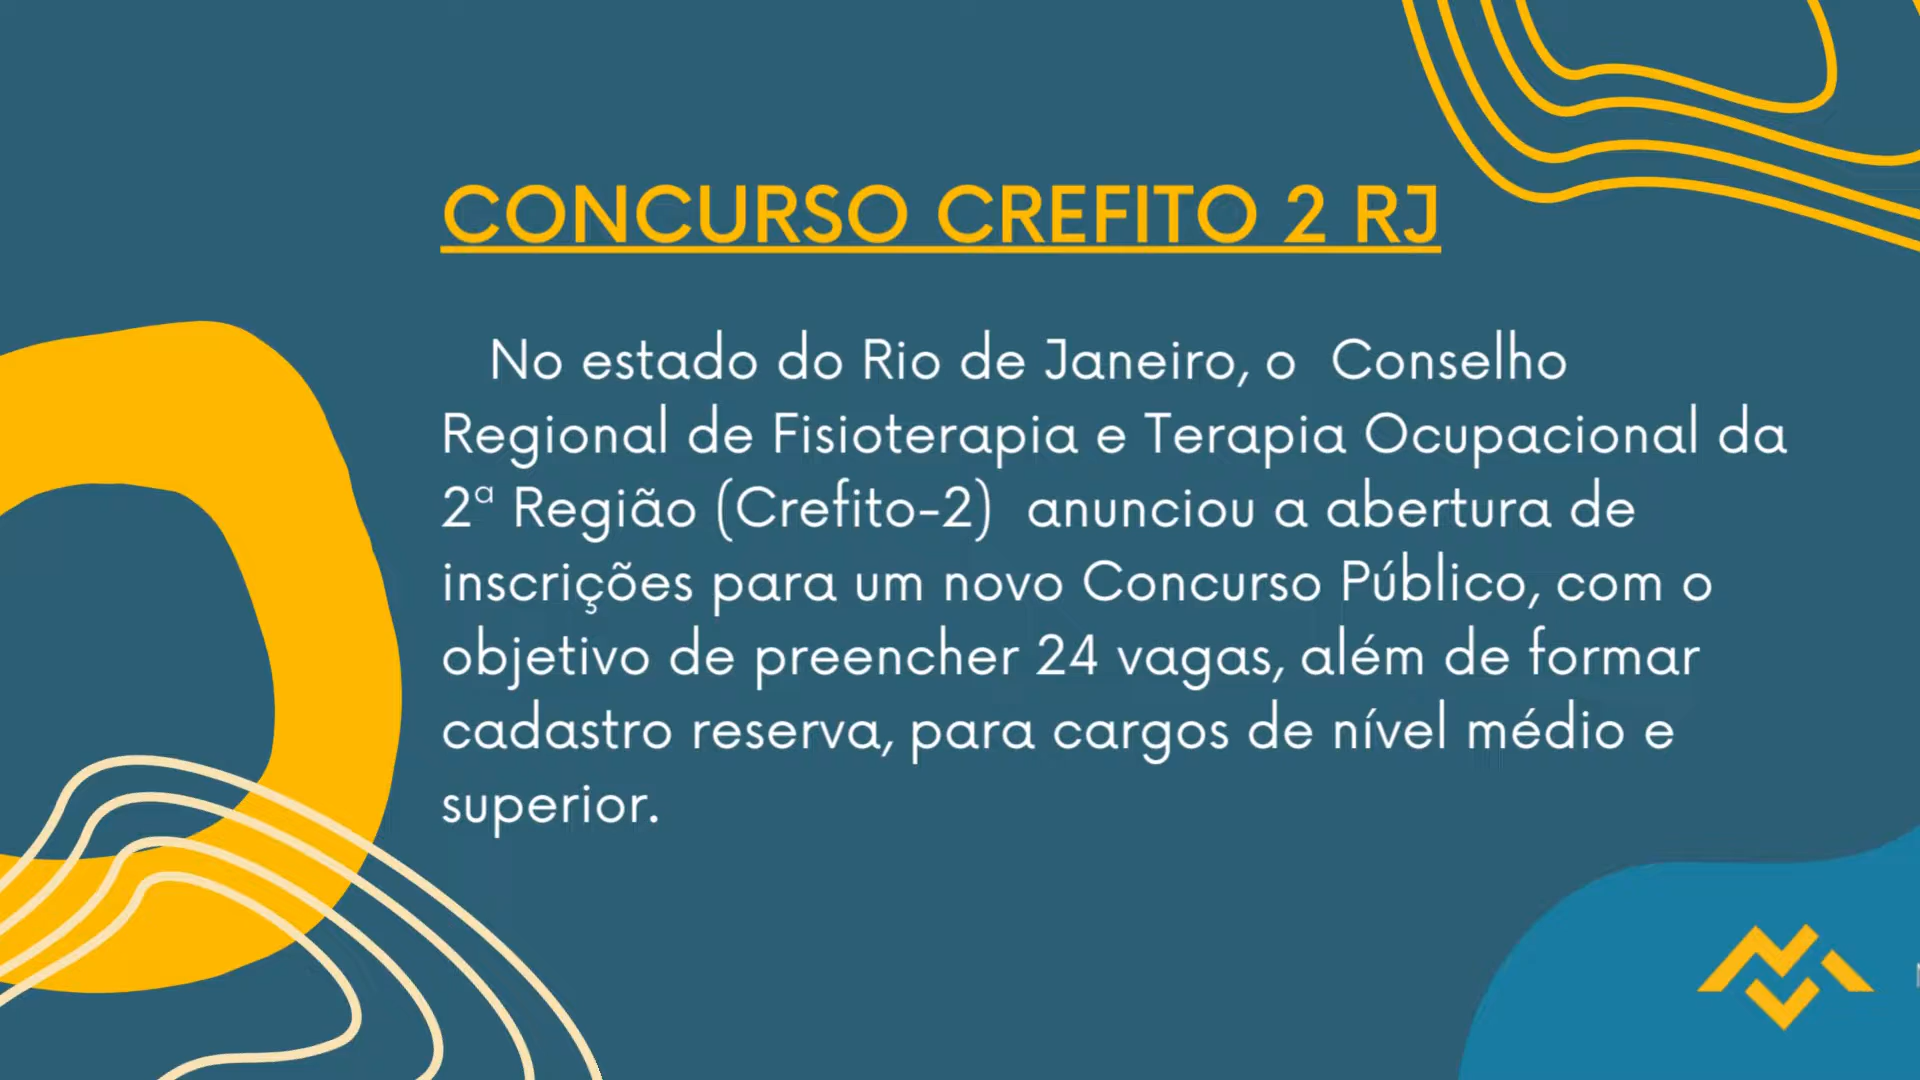 CONCURSO CREFITO 2 RJ
No estado do Rio de Janeiro, o Conselho
Regional de Fisioterapia e Terapia Ocupacional da
2ª Região (Crefito-2) anunciou a abertura de
inscrições para um novo Concurso Público, com o
objetivo de preencher 24 vagas, além de formar
cadastro reserva, para cargos de nível médio e
superior.